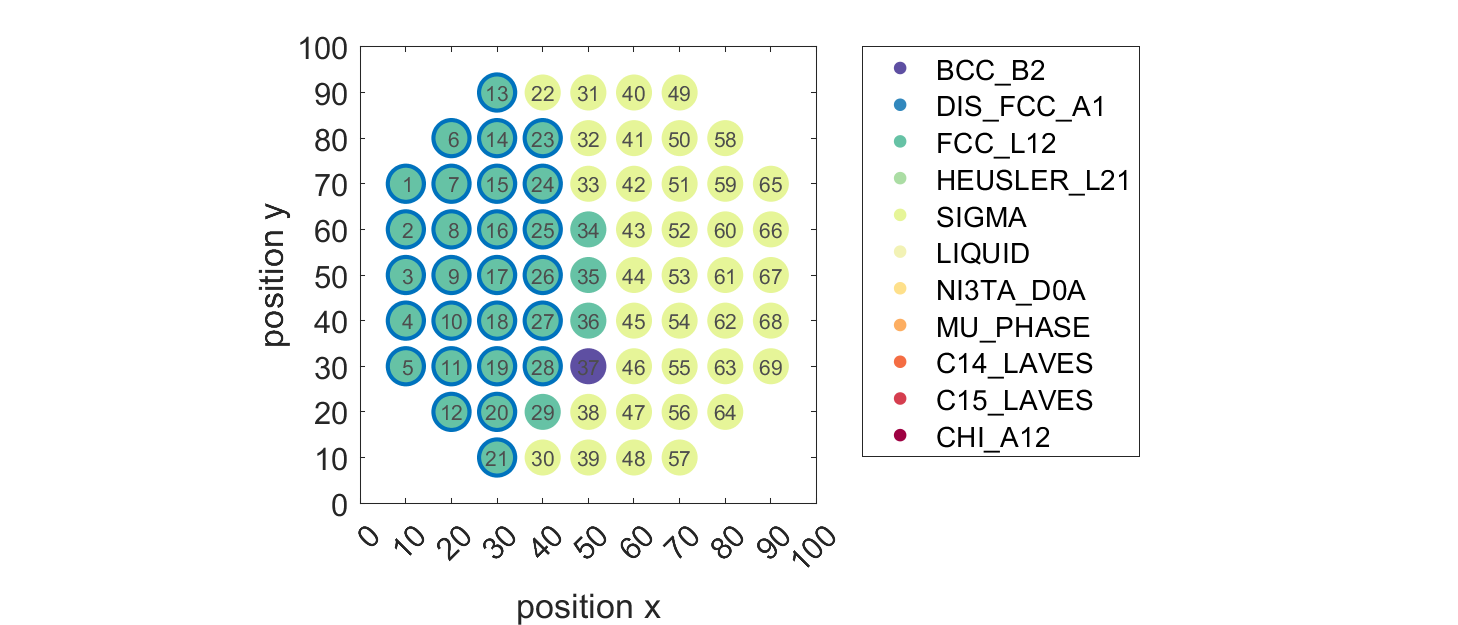 100
90
80
70
60
50
40
30
20
10
0
position y
13 22 31 40 49
6 14 23 32 41 50 58
1 7 15 24 33 42 51 59 65
2 8 16 25 34 43 52 60 66
3 9 17 26 35 44 53 61 67
4 10 18 27 36 45 54 62 68
5 11 19 28 37 46 55 63 69
12 20 29 38 47 56 64
21 30 39 48 57
0 10 20 30 40 50 60 70 80 90 100
position x
BCC_B2
DIS_FCC_A1
FCC_L12
HEUSLER_L21
SIGMA
LIQUID
NI3TA_D0A
MU_PHASE
C14_LAVES
C15_LAVES
CHI_A12